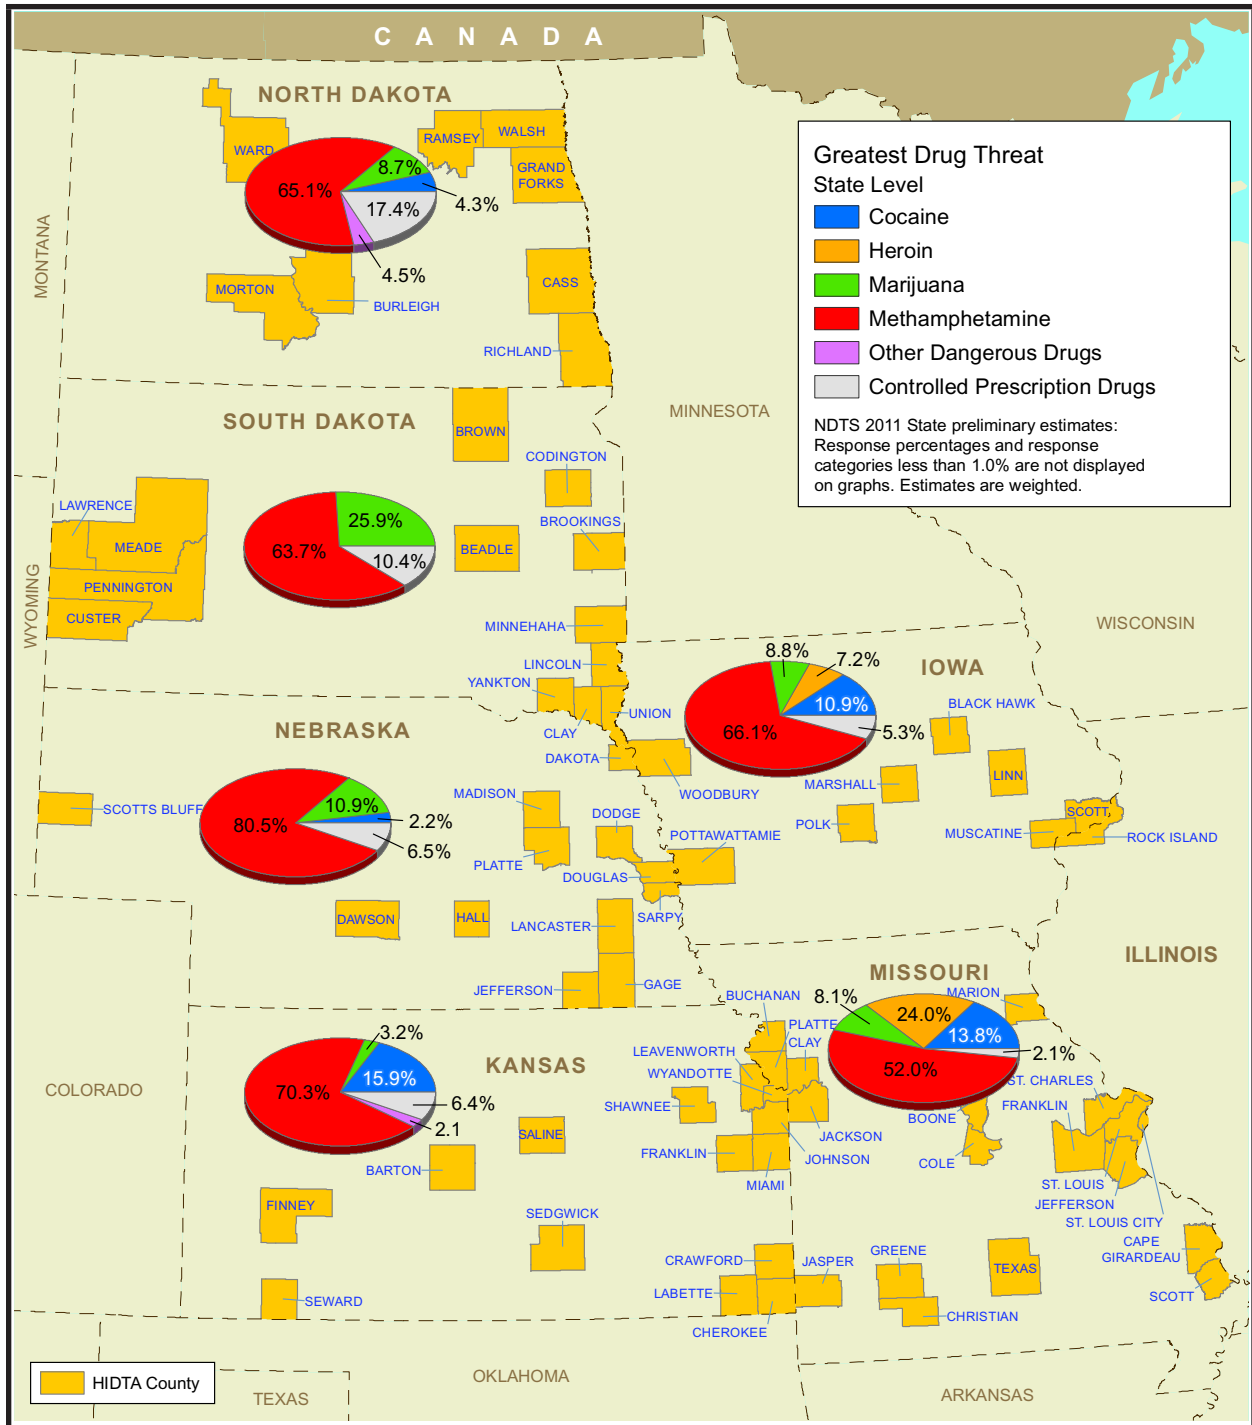 C A N A D A
NORTH DAKOTA
WARD
RAMSEY
WALSH
GRAND
FORKS
65.1%
8.7%
4.3%
17.4%
4.5%
MORTON
BURLEIGH
CASS
RICHLAND
MONTANA
Greatest Drug Threat
State Level
Cocaine
Heroin
Marijuana
Methamphetamine
Other Dangerous Drugs
Controlled Prescription Drugs
NDTS 2011 State preliminary estimates:
Response percentages and response
categories less than 1.0% are not displayed
on graphs. Estimates are weighted.
MINNESOTA
SOUTH DAKOTA
BROWN
CODINGTON
LAWRENCE
MEADE
PENNINGTON
CUSTER
63.7%
25.9%
10.4%
BEADLE
BROOKINGS
WYOMING
MINNEHAHA
LINCOLN
YANKTON
CLAY
UNION
WISCONSIN
IOWA
8.8%
7.2%
10.9%
66.1%
5.3%
BLACK HAWK
LINN
MARSHALL
POLK
SCOTT
MUSCATINE
ROCK ISLAND
NEBRASKA
DAKOTA
WOODBURY
SCOTTS BLUFF
80.5%
10.9%
2.2%
6.5%
MADISON
PLATTE
DODGE
POTTAWATTAMIE
DOUGLAS
SARPY
DAWSON
HALL
LANCASTER
JEFFERSON
GAGE
ILLINOIS
MISSOURI
MARION
8.1%
24.0%
13.8%
2.1%
52.0%
BUCHANAN
PLATTE
CLAY
LEAVENWORTH
WYANDOTTE
SHAWNEE
KANSAS
3.2%
15.9%
70.3%
6.4%
2.1
COLORADO
SALINE
BARTON
FRANKLIN
MIAMI
JOHNSON
JACKSON
BOONE
COLE
ST. CHARLES
FRANKLIN
ST. LOUIS
JEFFERSON
ST. LOUIS CITY
CAPE
GIRARDEAU
SCOTT
FINNEY
SEDGWICK
SEWARD
CRAWFORD
LABETTE
CHEROKEE
JASPER
GREENE
CHRISTIAN
TEXAS
HIDTA County
TEXAS
OKLAHOMA
ARKANSAS